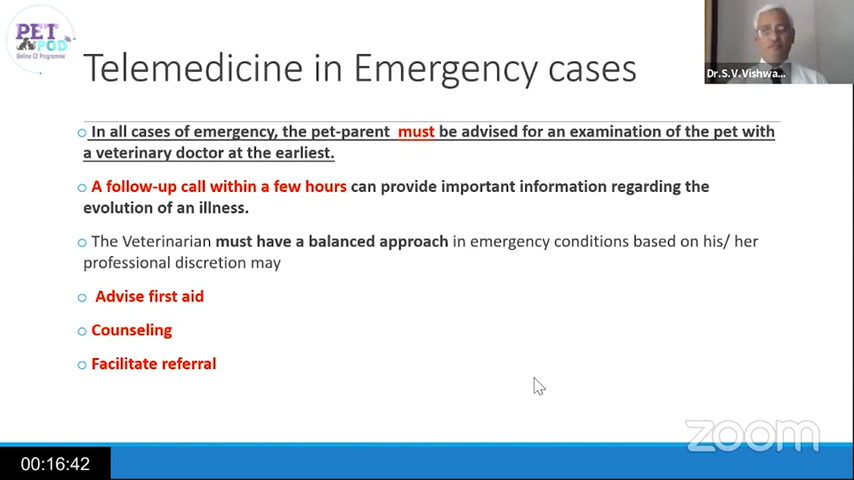 PET
POD
Online CE Programme
Dr.S.V.Vishwa...
Telemedicine in Emergency cases
In all cases of emergency, the pet-parent must be advised for an examination of the pet with
a veterinary doctor at the earliest.
A follow-up call within a few hours can provide important information regarding the
evolution of an illness.
The Veterinarian must have a balanced approach in emergency conditions based on his/ her
professional discretion may
Advise first aid
Counseling
Facilitate referral
zoom
00:16:42